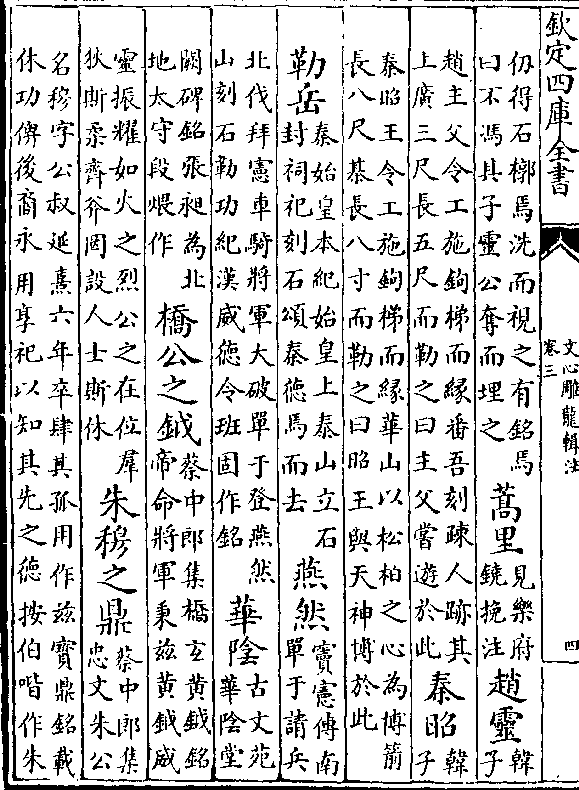 欽定四庫全書
文心雕龍輯注
卷三
四
仍得石槨焉洗而視之有銘焉
曰不馮其子靈公奪而埋之
蒿里
見樂府
鏡挽注
趙靈
韓
子
趙主父令工施鉤梯而緣番吾刻疎人跡其
上廣三尺長五尺而勒之曰主父嘗遊於此
秦昭
韓
子
秦昭王令工施鉤梯而緣華山以松柏之心為博箭
長八尺棊長八寸而勒之曰昭王與天神博於此
勒岳
秦始皇本紀始皇上泰山立石
封祠祀刻石頌秦德焉而去
燕然
竇憲傳南
單于請兵
北伐拜憲車騎將軍大破單于登燕然
山刻石勒功紀漢威德令班固作銘
華陰
古文苑
華陰堂
闕碑銘張昶為北
地太守段煨作
橋公之鉞
蔡中郎集橋玄黃鉞銘
帝命將軍秉茲黃鉞威
靈振耀如火之烈公之在位羣
狄斯柔齊斧罔設人士斯休
朱穆之鼎
蔡中郎集
忠文朱公
名穆字公叔延熹六年卒肆其孤用作茲寶鼎銘載
休功俾後裔永用享祀以知其先之德按伯喈作朱